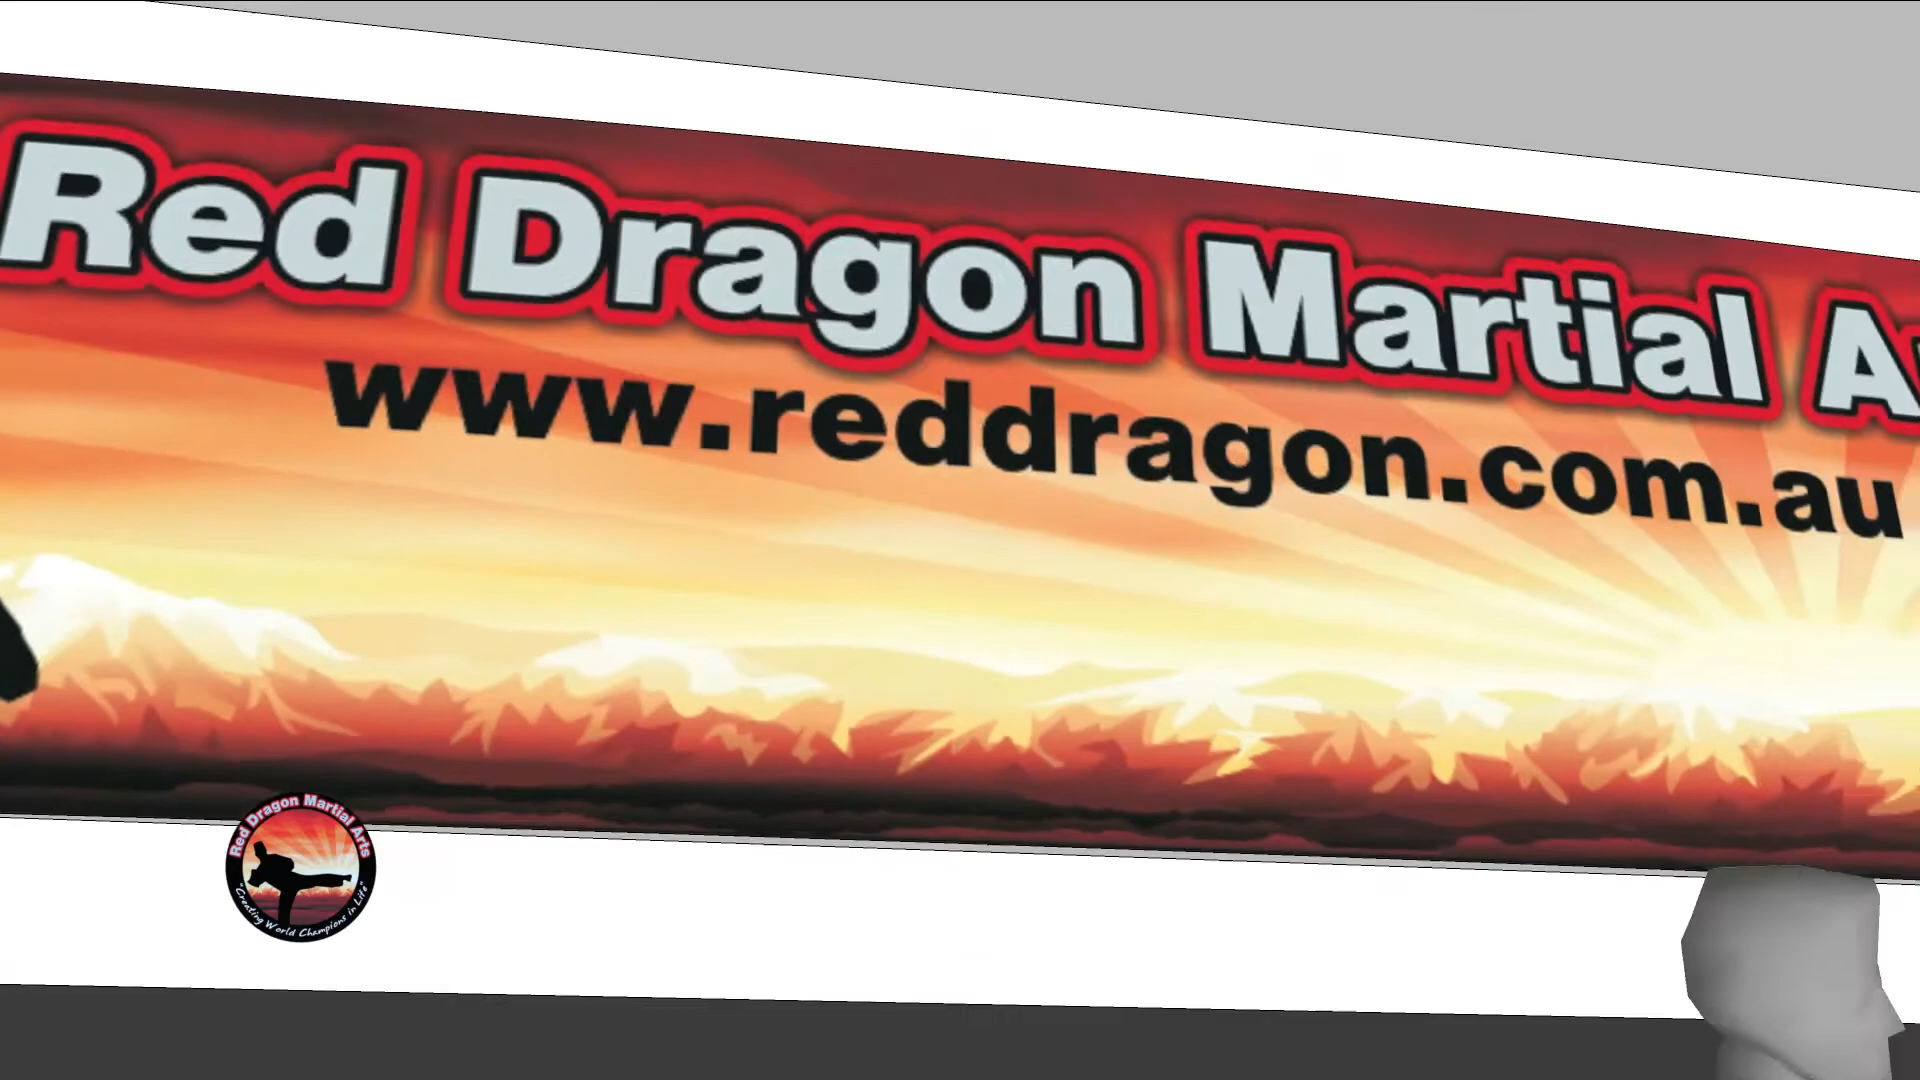 Red Dragon Martial A
www.reddragon.com.au
Red Dragon Martial Arts
"Creating World Champions in Life"